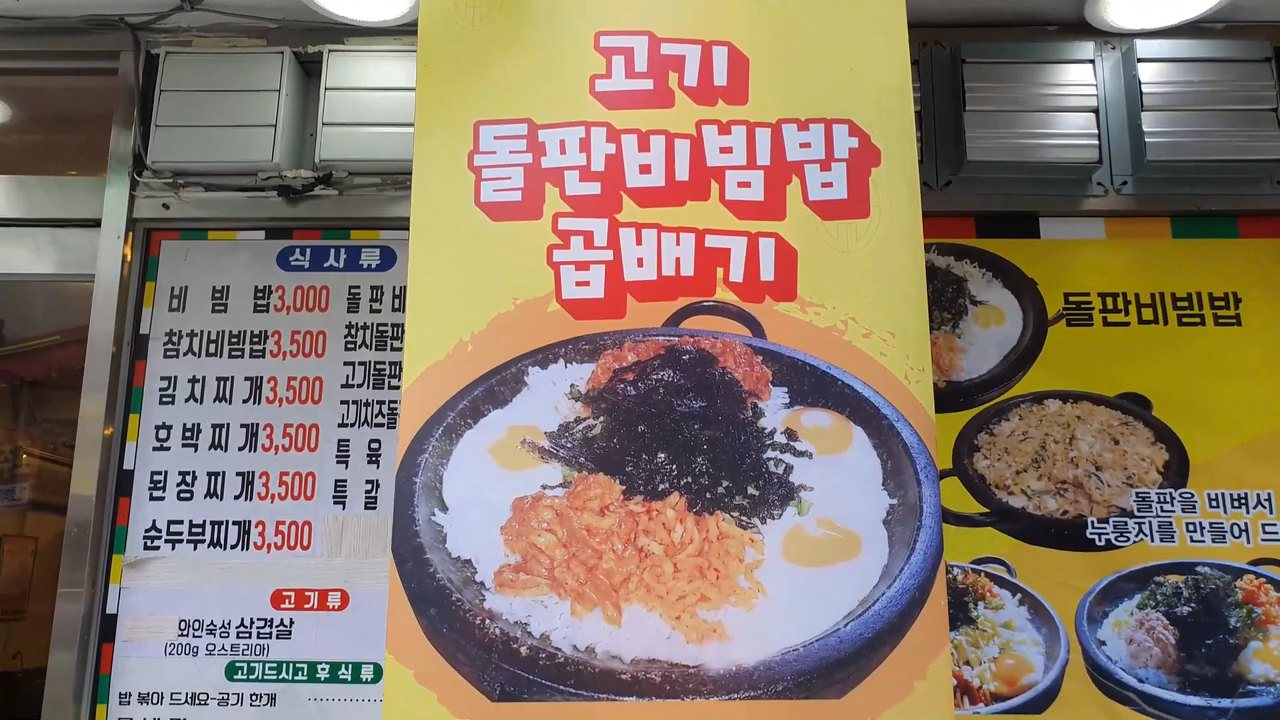 고기
돌판비빔밥
곱배기
식사류
비빔밥 3,000
참치비빔밥 3,500
김치찌개 3,500
호박찌개 3,500
된장찌개 3,500
순두부찌개 3,500
돌판비
참치돌판
고기돌판
고기치즈돌
특 육
특 갈
고기류
와인숙성 삼겹살
(200g 오스트리아)
고기드시고 후식류
밥 볶아 드세요-공기 한개
돌판비빔밥
돌판을 비벼서
누룽지를 만들어 드